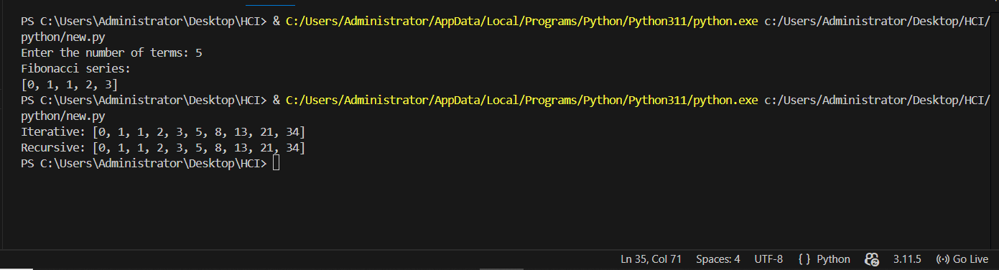 PS C:\Users\Administrator\Desktop\HCI> & C:/Users/Administrator/AppData/Local/Programs/Python/Python311/python.exe c:/Users/Administrator/Desktop/HCI/
python/new.py
Enter the number of terms: 5
Fibonacci series:
[0, 1, 1, 2, 3]
PS C:\Users\Administrator\Desktop\HCI> & C:/Users/Administrator/AppData/Local/Programs/Python/Python311/python.exe c:/Users/Administrator/Desktop/HCI/
python/new.py
Iterative: [0, 1, 1, 2, 3, 5, 8, 13, 21, 34]
Recursive: [0, 1, 1, 2, 3, 5, 8, 13, 21, 34]
PS C:\Users\Administrator\Desktop\HCI>
Ln 35, Col 71 Spaces: 4 UTF-8 { } Python 3.11.5 Go Live